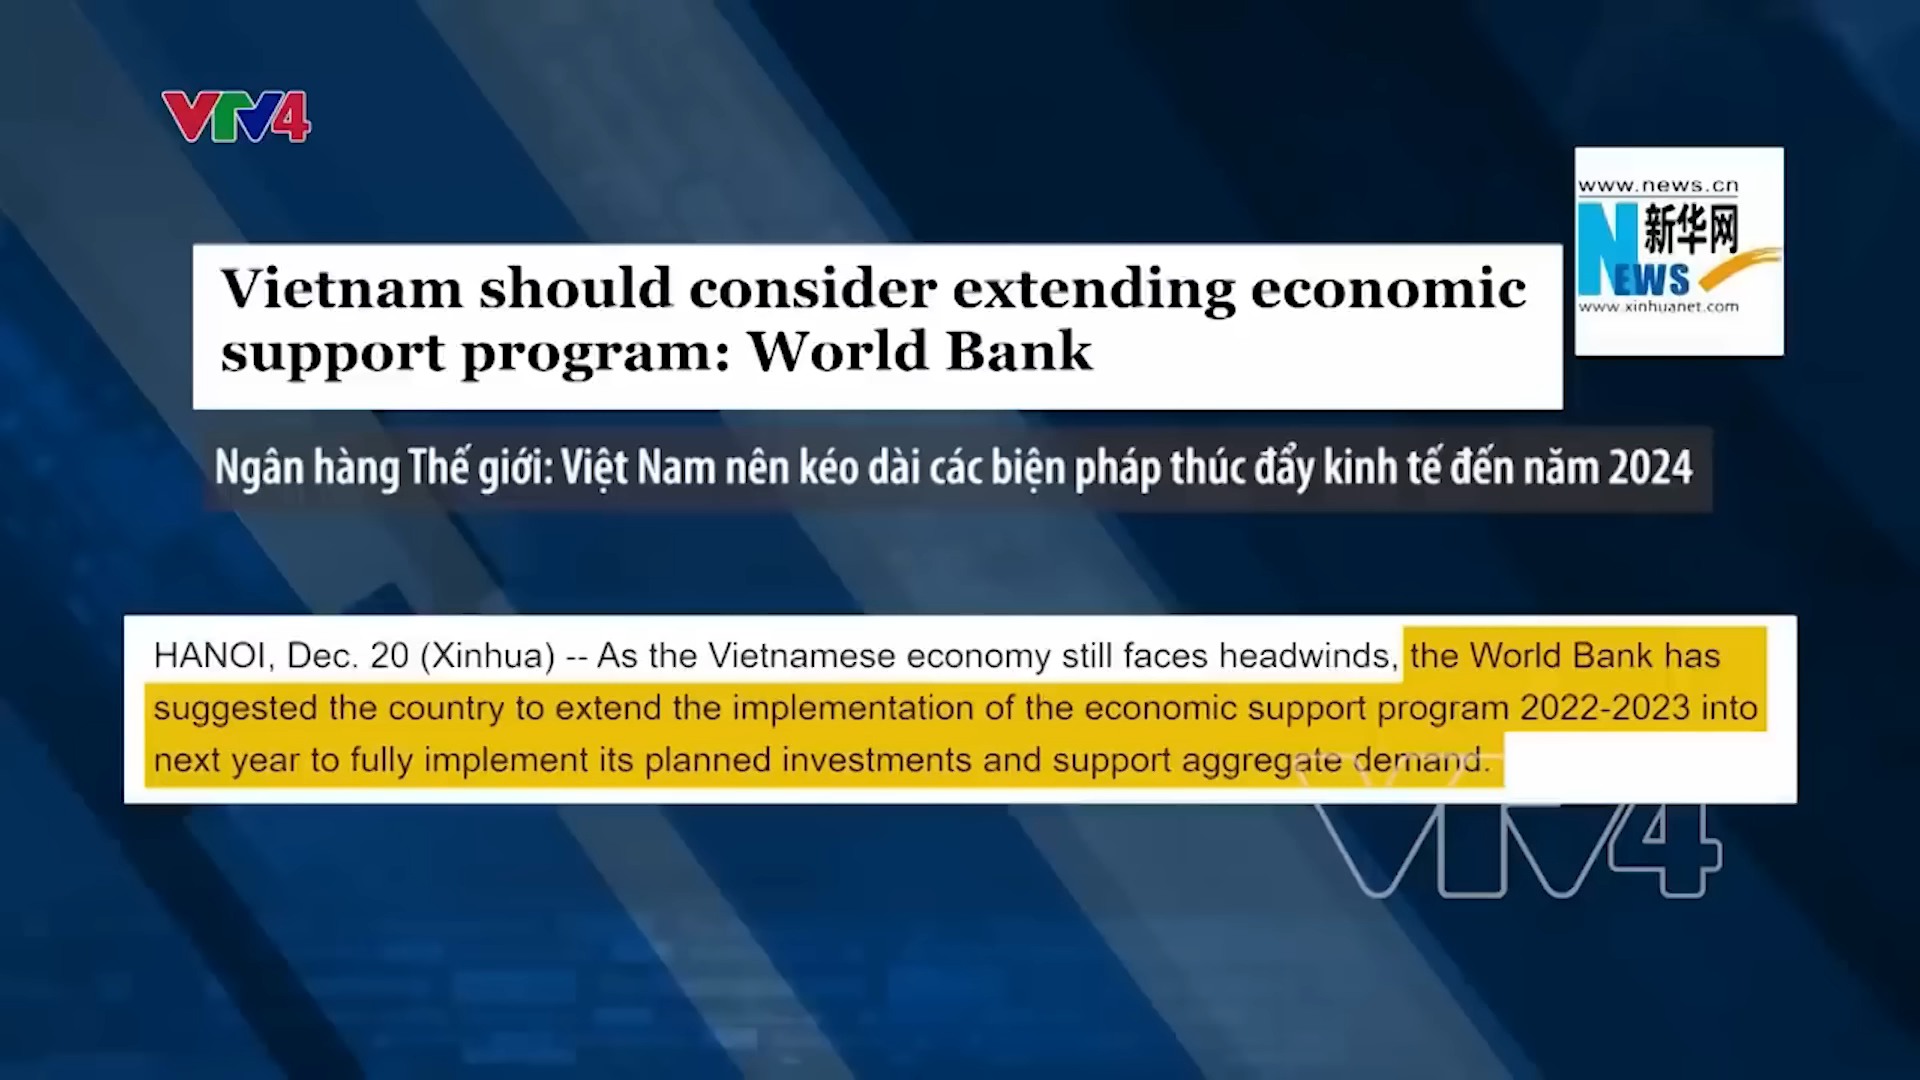 VTV4
www.news.cn
新华网
NEWS
www.xinhuanet.com
Vietnam should consider extending economic
support program: World Bank
Ngân hàng Thế giới: Việt Nam nên kéo dài các biện pháp thúc đẩy kinh tế đến năm 2024
HANOI, Dec. 20 (Xinhua) -- As the Vietnamese economy still faces headwinds, the World Bank has
suggested the country to extend the implementation of the economic support program 2022-2023 into
next year to fully implement its planned investments and support aggregate demand.
VTV4